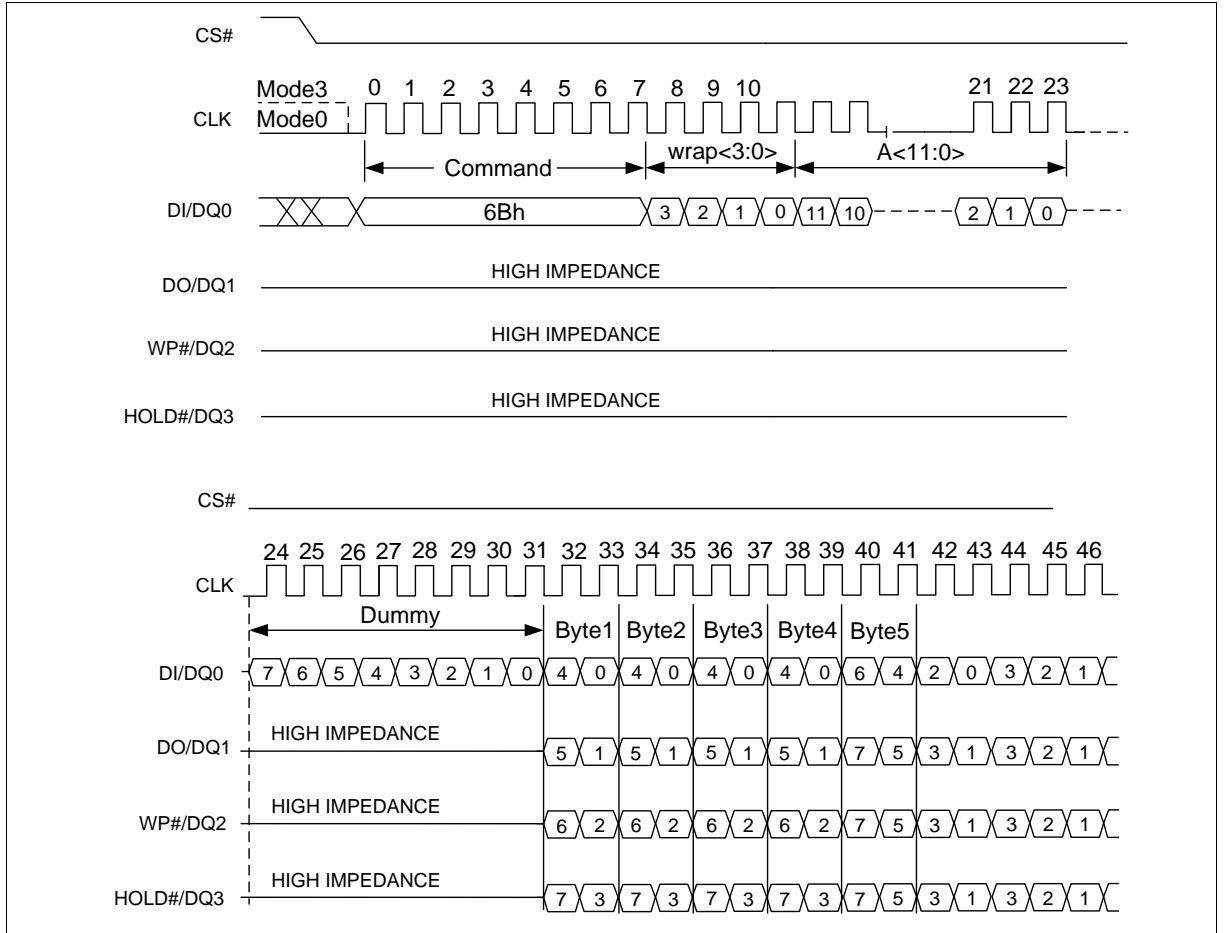 CS#
Mode3 0 1 2 3 4 5 6 7 8 9 10 21 22 23
CLK Mode0
Command wrap<3:0> A<11:0>
DI/DQ0 6Bh 3 2 1 0 11 10 2 1 0
HIGH IMPEDANCE
DO/DQ1
HIGH IMPEDANCE
WP#/DQ2
HIGH IMPEDANCE
HOLD#/DQ3
CS#
24 25 26 27 28 29 30 31 32 33 34 35 36 37 38 39 40 41 42 43 44 45 46
CLK
Dummy Byte1 Byte2 Byte3 Byte4 Byte5
DI/DQ0 7 6 5 4 3 2 1 0 4 0 4 0 4 0 4 0 6 4 2 0 3 2 1
HIGH IMPEDANCE
DO/DQ1 5 1 5 1 5 1 5 1 7 5 3 1 3 2 1
HIGH IMPEDANCE
WP#/DQ2 6 2 6 2 6 2 6 2 7 5 3 1 3 2 1
HIGH IMPEDANCE
HOLD#/DQ3 7 3 7 3 7 3 7 3 7 5 3 1 3 2 1